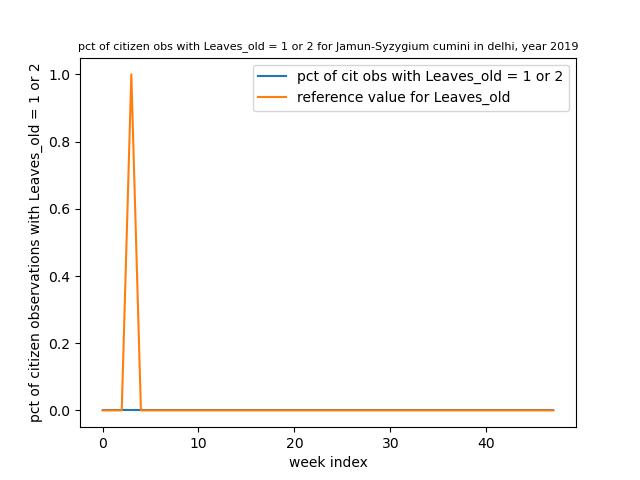 pct of citizen obs with Leaves_old = 1 or 2 for Jamun-Syzygium cumini in delhi, year 2019
pct of cit obs with Leaves_old = 1 or 2
reference value for Leaves_old
pct of citizen observations with Leaves_old = 1 or 2
1.0
0.8
0.6
0.4
0.2
0.0
0 10 20 30 40
week index